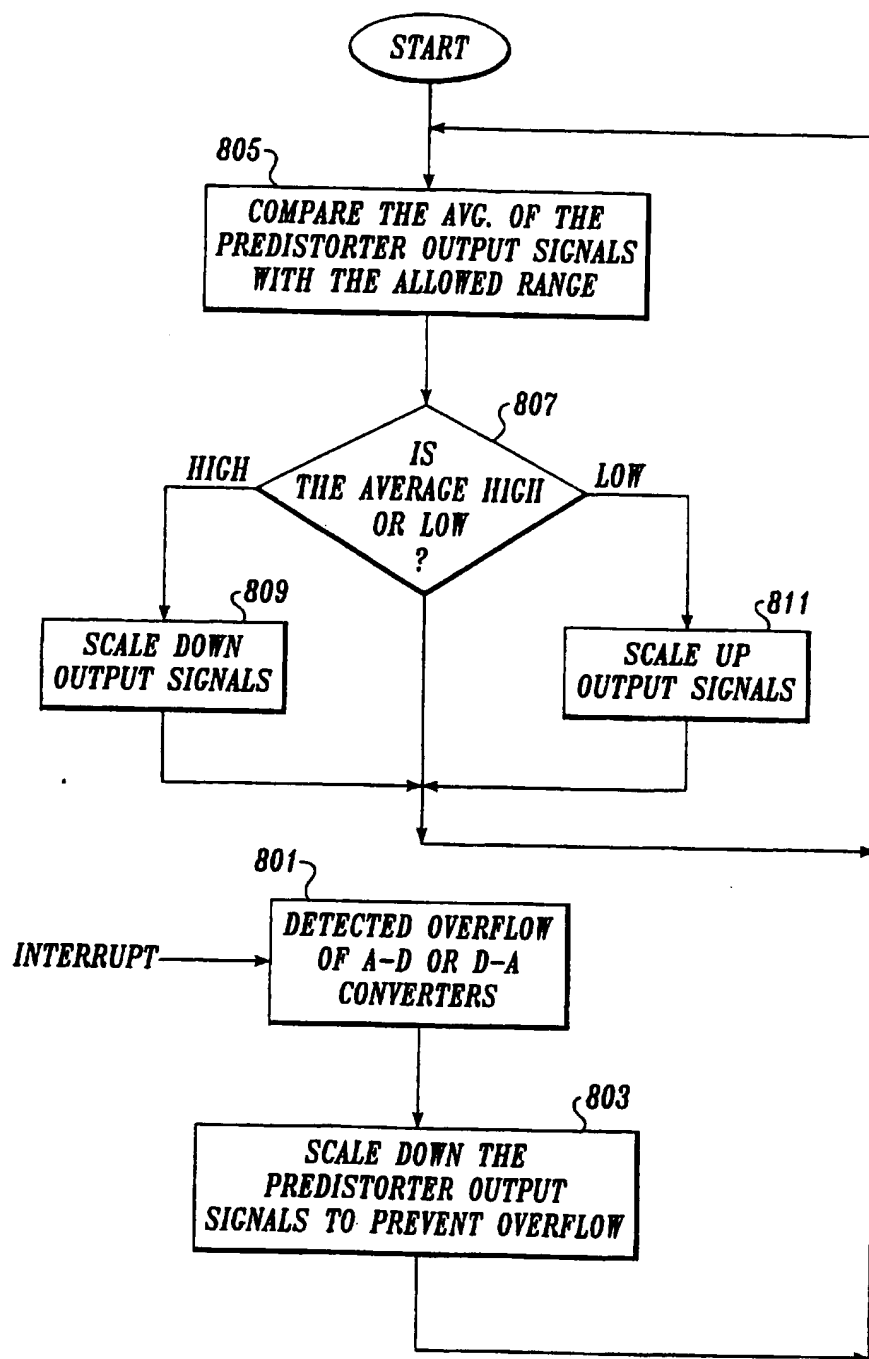 START
805
COMPARE THE AVG. OF THE
PREDISTORTER OUTPUT SIGNALS
WITH THE ALLOWED RANGE
807
IS
THE AVERAGE HIGH
OR LOW
?
HIGH
LOW
809
SCALE DOWN
OUTPUT SIGNALS
811
SCALE UP
OUTPUT SIGNALS
801
INTERRUPT
DETECTED OVERFLOW
OF A-D OR D-A
CONVERTERS
803
SCALE DOWN THE
PREDISTORTER OUTPUT
SIGNALS TO PREVENT OVERFLOW